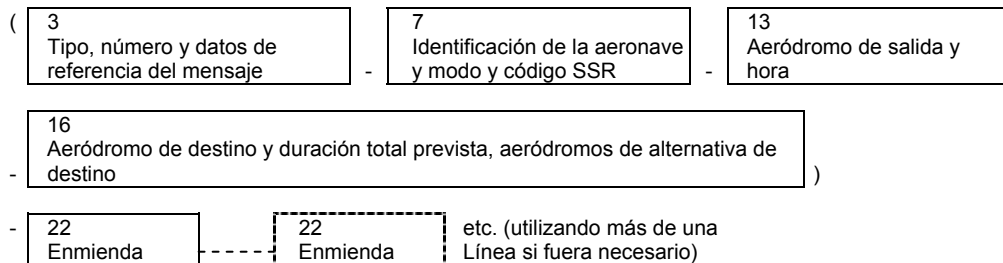 ( 3 7 13
Tipo, número y datos de Identificación de la aeronave Aeródromo de salida y
referencia del mensaje - y modo y código SSR - hora
16
Aeródromo de destino y duración total prevista, aeródromos de alternativa de
- destino )
- 22 22 etc. (utilizando más de una
Enmienda Enmienda Línea si fuera necesario)